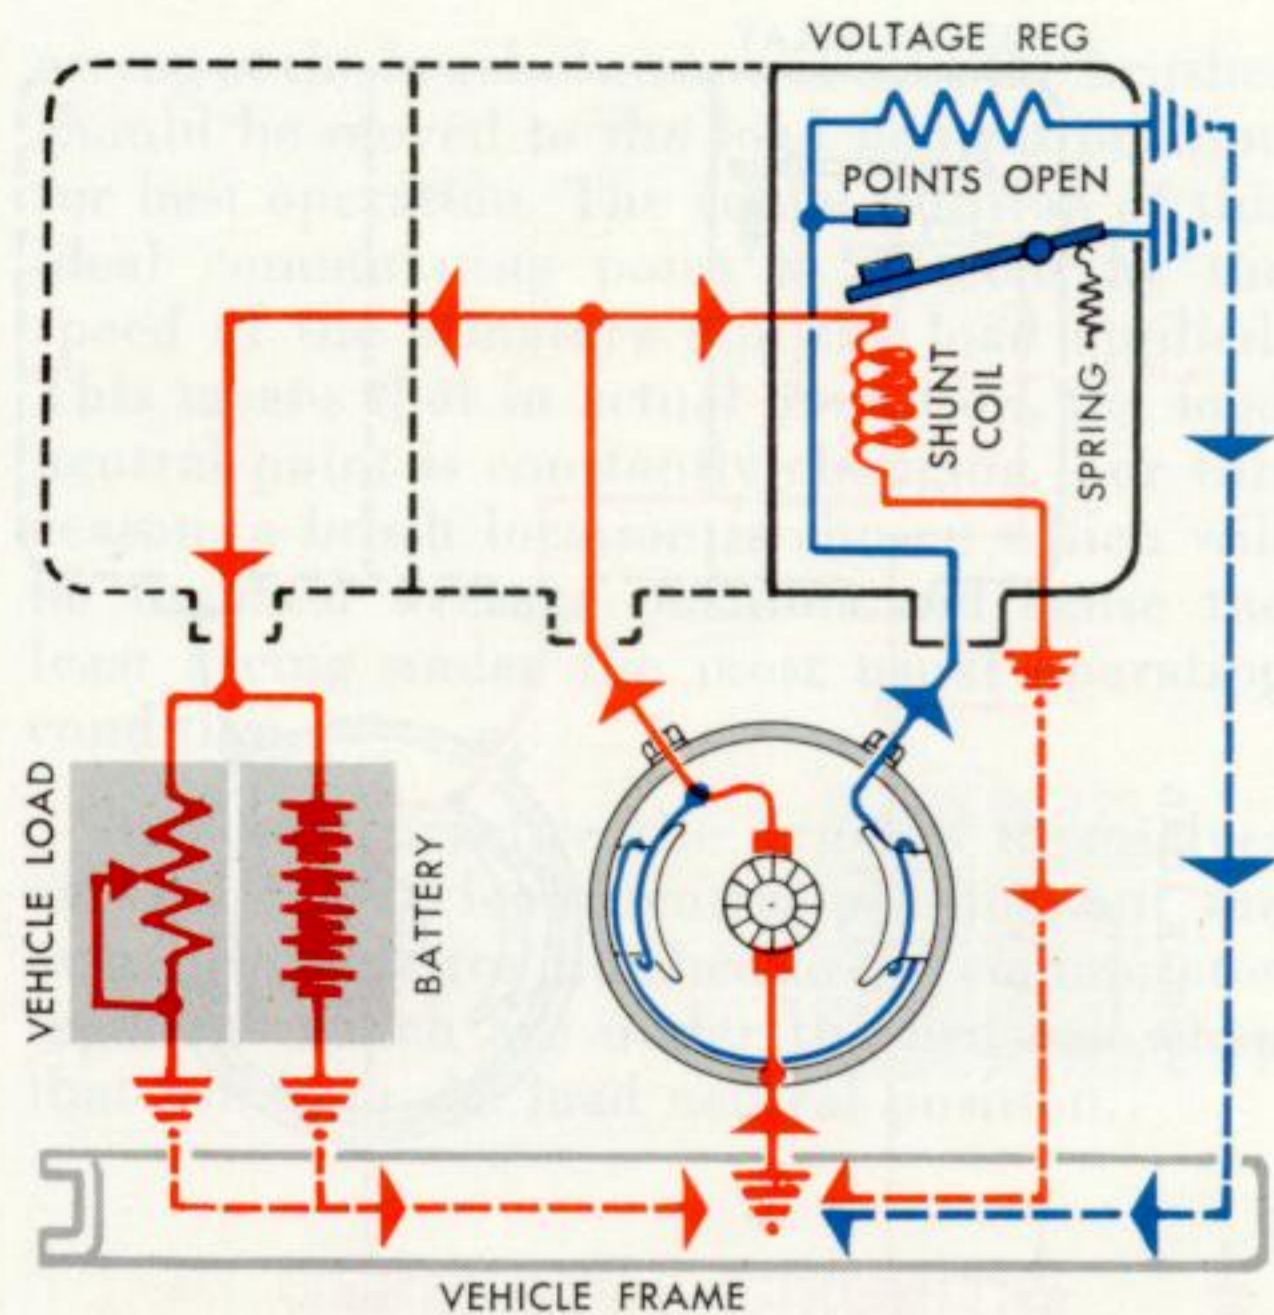 VOLTAGE REG
POINTS OPEN
SHUNT
COIL
SPRING
VEHICLE LOAD
BATTERY
VEHICLE FRAME